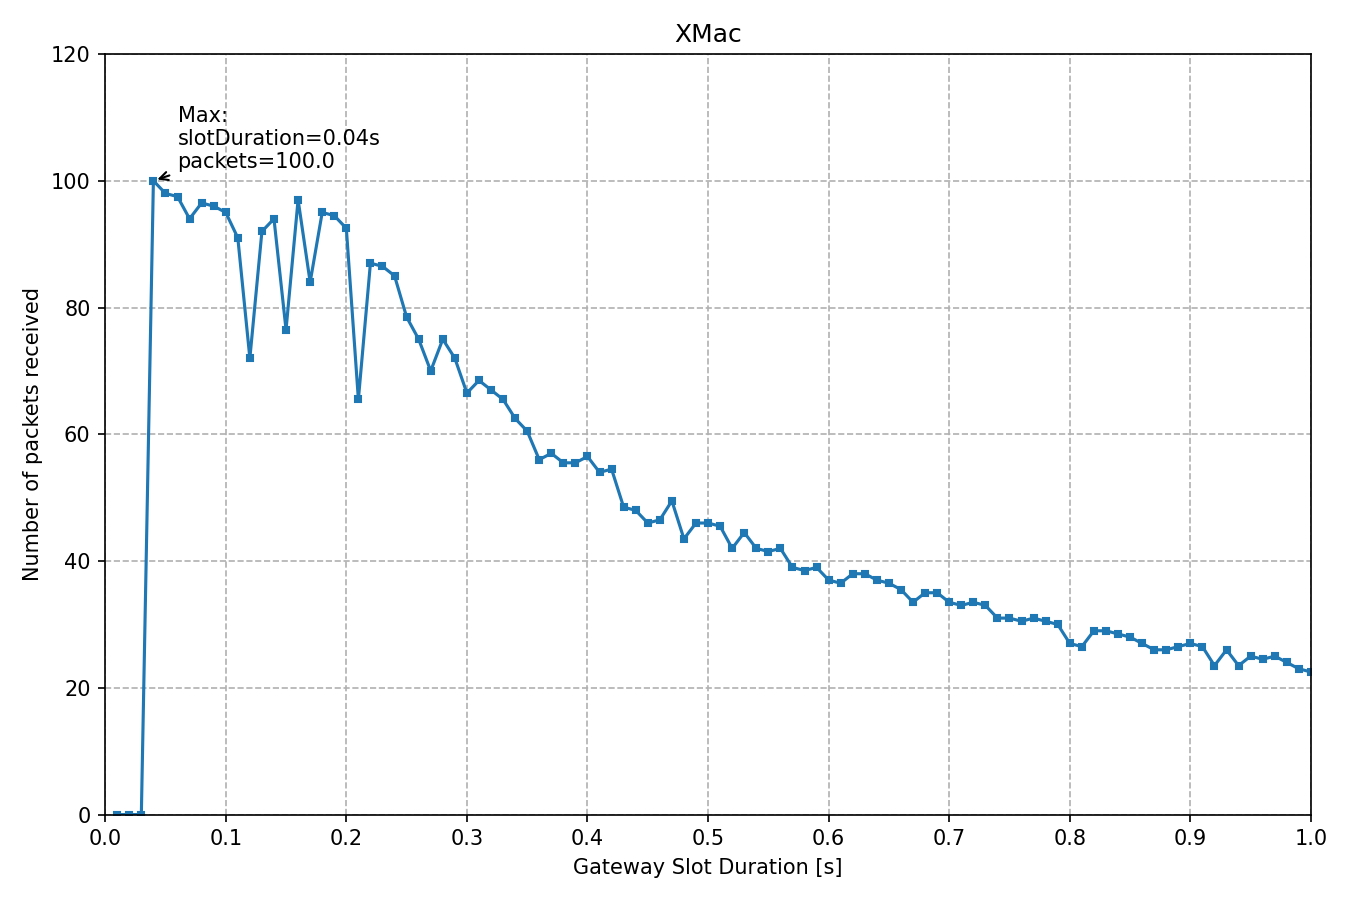 XMac
120
100
80
60
40
20
0
Max:
slotDuration=0.04s
packets=100.0
Number of packets received
0.0 0.1 0.2 0.3 0.4 0.5 0.6 0.7 0.8 0.9 1.0
Gateway Slot Duration [s]